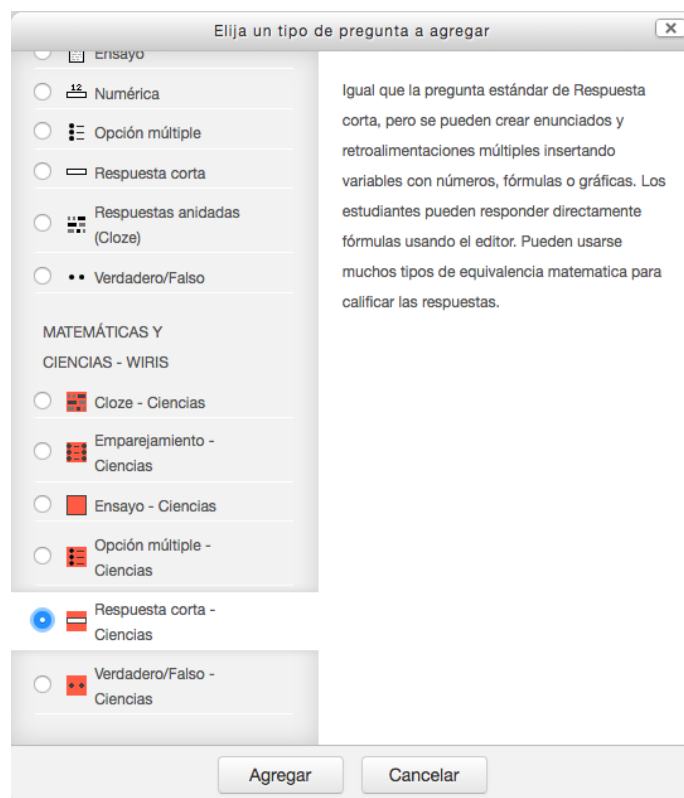 Elija un tipo de pregunta a agregar
Ensayo
12
Numérica
Opción múltiple
Respuesta corta
Respuestas anidadas
(Cloze)
Verdadero/Falso
MATEMÁTICAS Y
CIENCIAS - WIRIS
Cloze - Ciencias
Emparejamiento -
Ciencias
Ensayo - Ciencias
Opción múltiple -
Ciencias
Respuesta corta -
Ciencias
Verdadero/Falso -
Ciencias
Igual que la pregunta estándar de Respuesta
corta, pero se pueden crear enunciados y
retroalimentaciones múltiples insertando
variables con números, fórmulas o gráficas. Los
estudiantes pueden responder directamente
fórmulas usando el editor. Pueden usarse
muchos tipos de equivalencia matematica para
calificar las respuestas.
Agregar
Cancelar